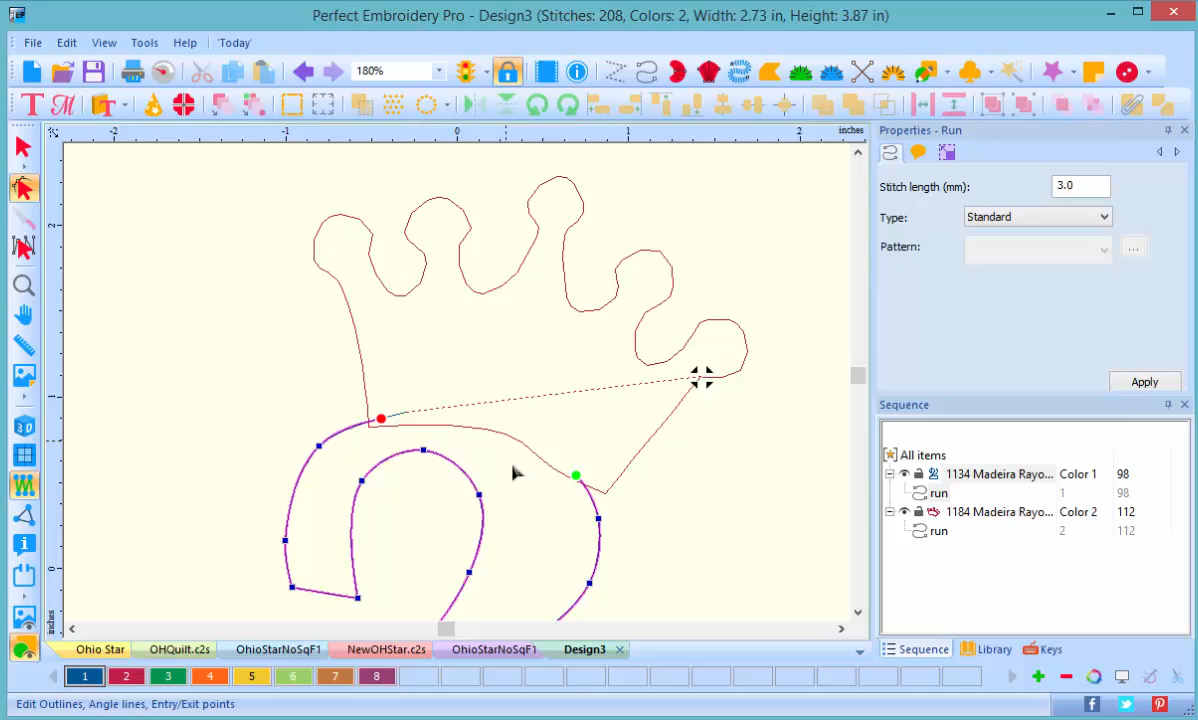 Perfect Embroidery Pro - Design3 (Stitches: 208, Colors: 2, Width: 2.73 in, Height: 3.87 in)
File Edit View Tools Help 'Today'
180%
-2 -1 0 1 2 inches
2
1
0
inches
Properties - Run
Stitch length (mm): 3.0
Type: Standard
Pattern:
...
Apply
Sequence
All items
1134 Madeira Rayo... Color 1 98
run 1 98
1184 Madeira Rayo... Color 2 112
run 2 112
Ohio Star OHQuilt.c2s OhioStarNoSqF1 NewOHStar.c2s OhioStarNoSqF1 Design3
Sequence Library Keys
1 2 3 4 5 6 7 8
Edit Outlines, Angle lines, Entry/Exit points